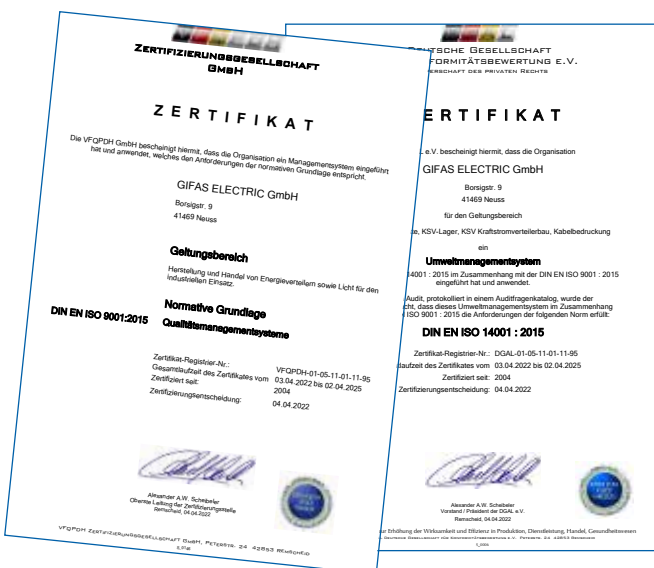 ZERTIFIZIERUNGSGESELLSCHAFT
GMBH
ZERTIFIKAT
Die VFQPDH GmbH bescheinigt hiermit, dass die Organisation ein Managementsystem eingeführt
hat und anwendet, welches den Anforderungen der normativen Grundlage entspricht.
GIFAS ELECTRIC GmbH
Borsigstr. 9
41469 Neuss
Geltungsbereich
Herstellung und Handel von Energieverteilern sowie Licht für den
industriellen Einsatz.
Normative Grundlage
DIN EN ISO 9001:2015 Qualitätsmanagementsysteme
Zertifikat-Registrier-Nr.: VFQPDH-01-05-11-01-11-95
Gesamtlaufzeit des Zertifikates vom 03.04.2022 bis 02.04.2025
Zertifiziert seit: 2004
Zertifizierungsentscheidung: 04.04.2022
Alexander A.W. Scheibeler
Oberste Leitung der Zertifizierungsstelle
Remscheid, 04.04.2022
VFQPDH ZERTIFIZIERUNGSGESELLSCHAFT GMBH, PETERSTR. 24 42853 REMSCHEID
DEUTSCHE GESELLSCHAFT
FORMITÄTSBEWERTUNG E.V.
ERSCHAFT DES PRIVATEN RECHTS
ERTIFIKAT
e.V. bescheinigt hiermit, dass die Organisation
GIFAS ELECTRIC GmbH
Borsigstr. 9
41469 Neuss
für den Geltungsbereich
te, KSV-Lager, KSV Kraftstromverteilerbau, Kabelbedruckung
ein
Umweltmanagementsystem
14001 : 2015 im Zusammenhang mit der DIN EN ISO 9001 : 2015
eingeführt hat und anwendet.
Audit, protokolliert in einem Auditfragenkatalog, wurde der
cht, dass dieses Umweltmanagementsystem im Zusammenhang
ISO 9001 : 2015 die Anforderungen der folgenden Norm erfüllt:
DIN EN ISO 14001 : 2015
Zertifikat-Registrier-Nr.: DGAL-01-05-11-01-11-95
tlaufzeit des Zertifikates vom 03.04.2022 bis 02.04.2025
Zertifiziert seit: 2004
Zertifizierungsentscheidung: 04.04.2022
Alexander A.W. Scheibeler
Vorstand / Präsident der DGAL e.V.
Remscheid, 04.04.2022
ur Erhöhung der Wirksamkeit und Effizienz in Produktion, Dienstleistung, Handel, Gesundheitswesen